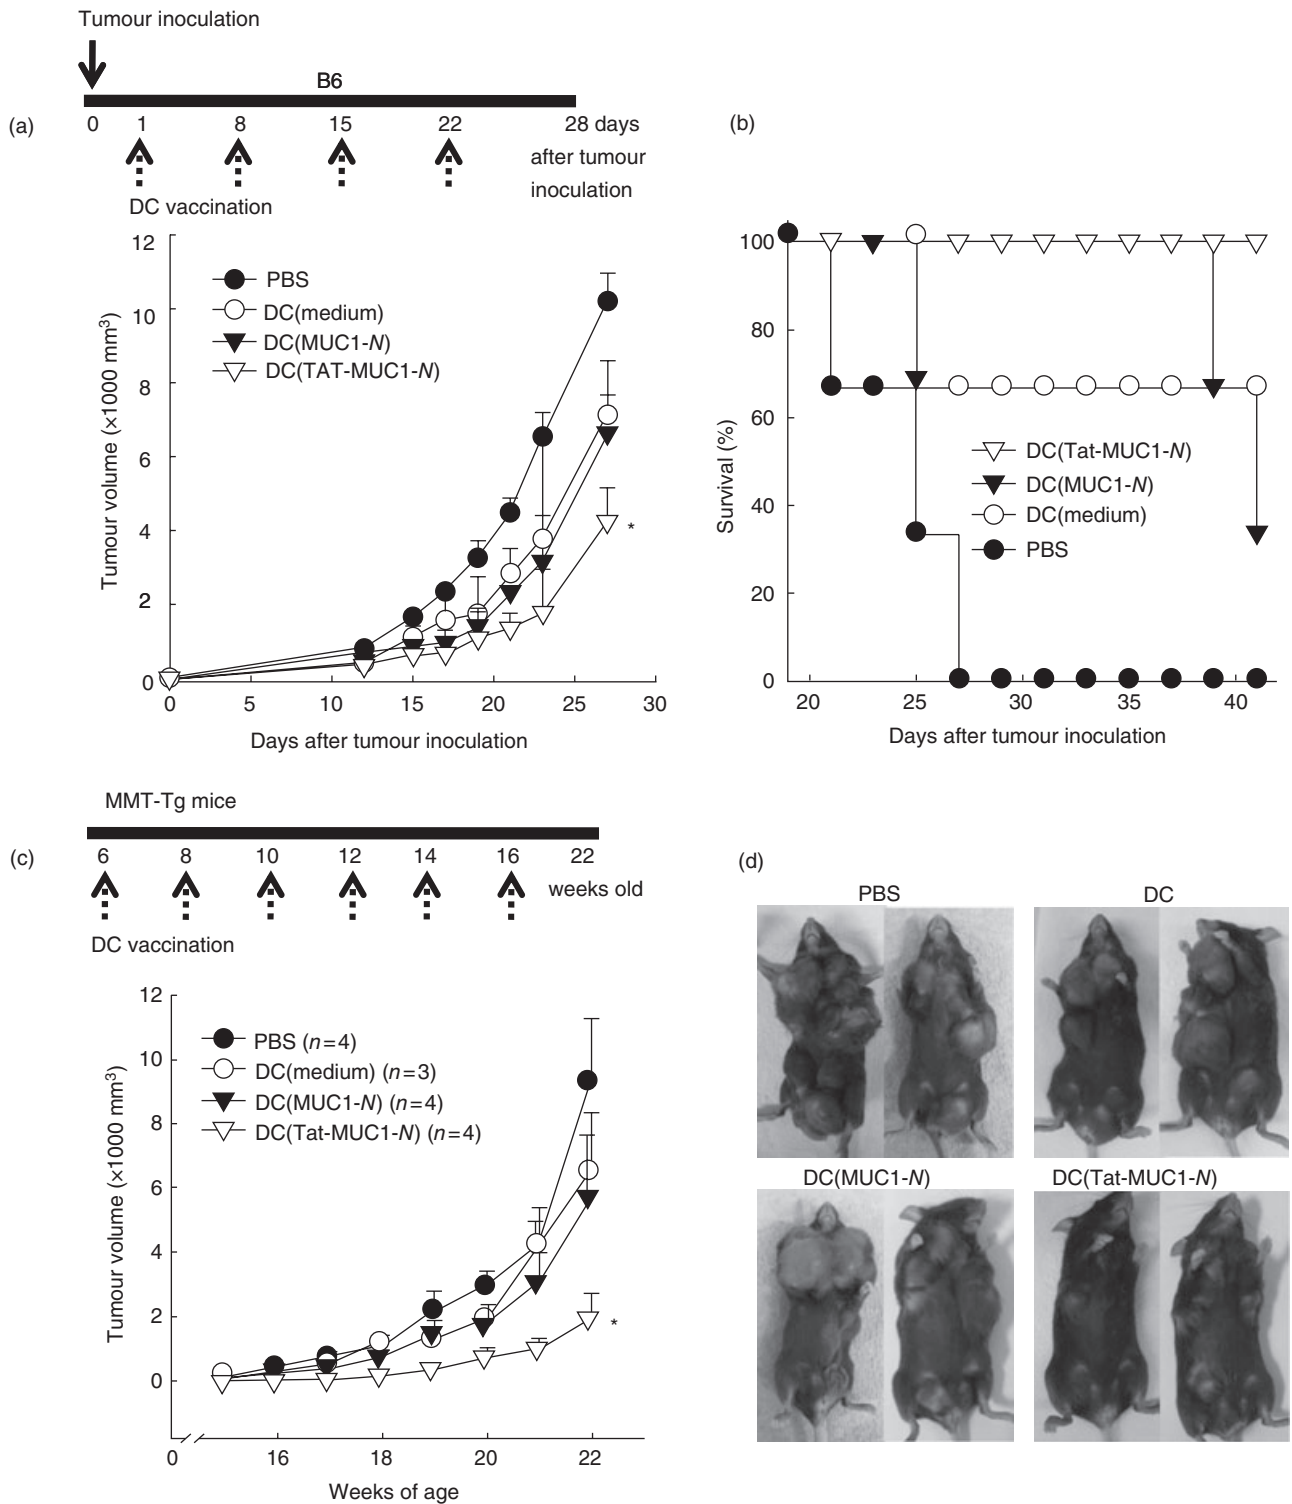 Tumour inoculation
B6
(a)
0 1 8 15 22 28 days
after tumour
inoculation
DC vaccination
12
10
8
6
4
2
0
Tumour volume (×1000 mm³)
PBS
DC(medium)
DC(MUC1-N)
DC(TAT-MUC1-N)
*
0 5 10 15 20 25 30
Days after tumour inoculation
(b)
100
80
60
40
20
0
Survival (%)
DC(Tat-MUC1-N)
DC(MUC1-N)
DC(medium)
PBS
20 25 30 35 40
Days after tumour inoculation
MMT-Tg mice
(c)
6 8 10 12 14 16 22
weeks old
DC vaccination
12
10
8
6
4
2
0
Tumour volume (×1000 mm³)
PBS (n=4)
DC(medium) (n=3)
DC(MUC1-N) (n=4)
DC(Tat-MUC1-N) (n=4)
*
0 16 18 20 22
Weeks of age
(d)
PBS DC
DC(MUC1-N) DC(Tat-MUC1-N)